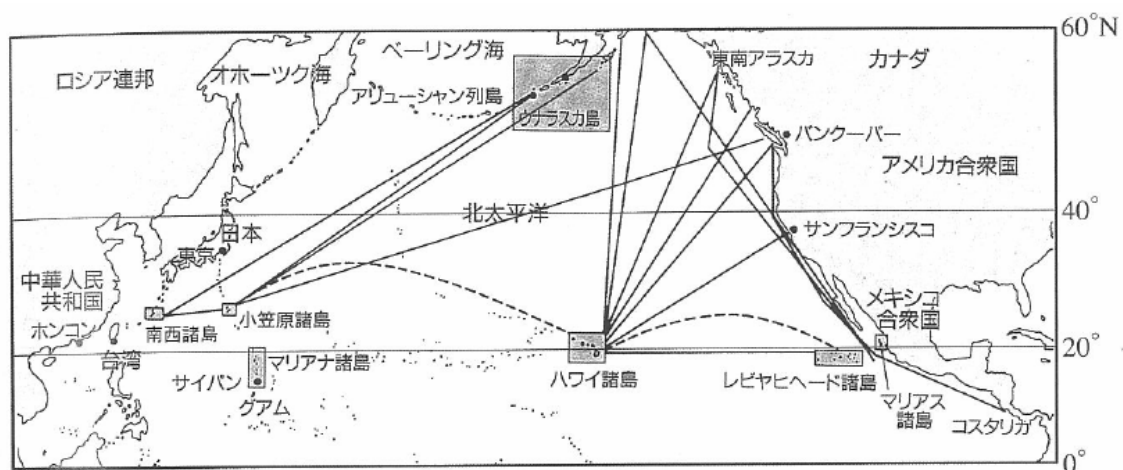 60°N
ベーリング海
東南アラスカ
カナダ
ロシア連邦
オホーツク海
アリューシャン列島
ウナラスカ島
バンクーバー
アメリカ合衆国
北太平洋
40°
日本
サンフランシスコ
東京
中華人民
共和国
メキシコ
合衆国
ホンコン
南西諸島
小笠原諸島
台湾
20°
マリアナ諸島
ハワイ諸島
レビヤヒヘード諸島
サイパン
グアム
マリアス
諸島
コスタリカ
0°